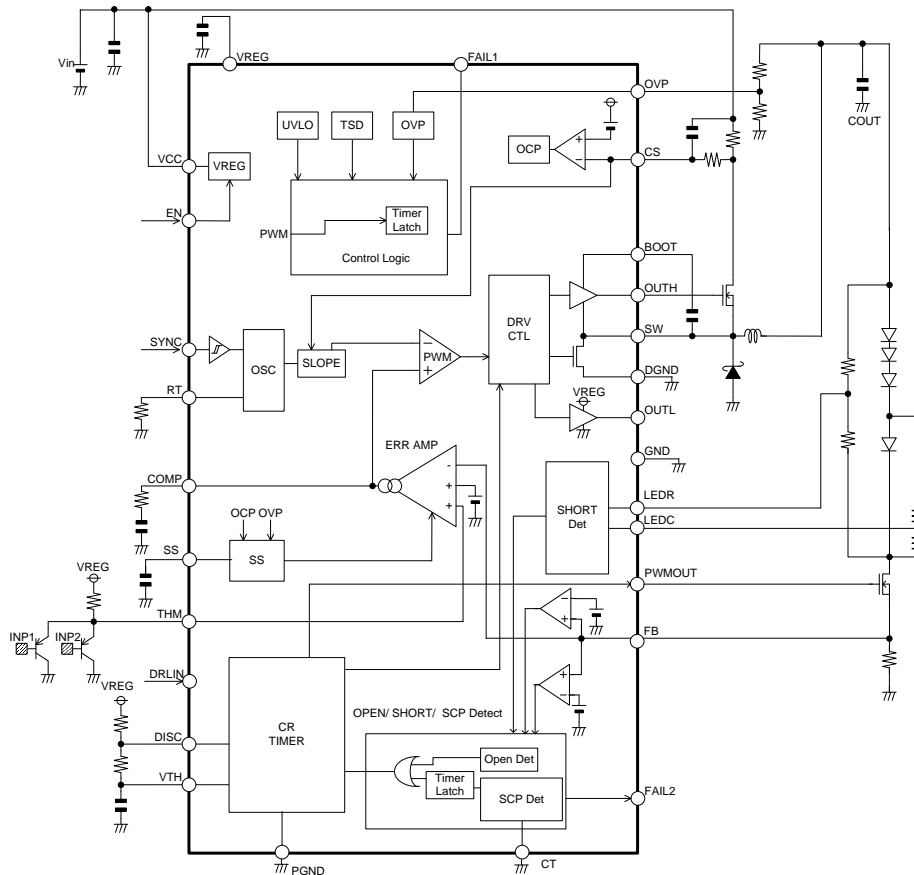 VREG
FAIL1
Vin
OVP
COUT
UVLO
TSD
OVP
OCP
+
−
CS
VCC
VREG
EN
Timer
Latch
PWM
Control Logic
BOOT
OUTH
SYNC
OSC
SLOPE
−
+
PWM
DRV
CTL
SW
DGND
VREG
RT
OUTL
ERR AMP
GND
COMP
-
+
+
SHORT
Det
LEDR
LEDC
OCP OVP
SS
SS
VREG
PWMOUT
THM
−
+
INP1
INP2
FB
DRLIN
+
−
VREG
CR
TIMER
OPEN/ SHORT/ SCP Detect
DISC
Open Det
VTH
Timer
Latch
SCP Det
FAIL2
PGND
CT